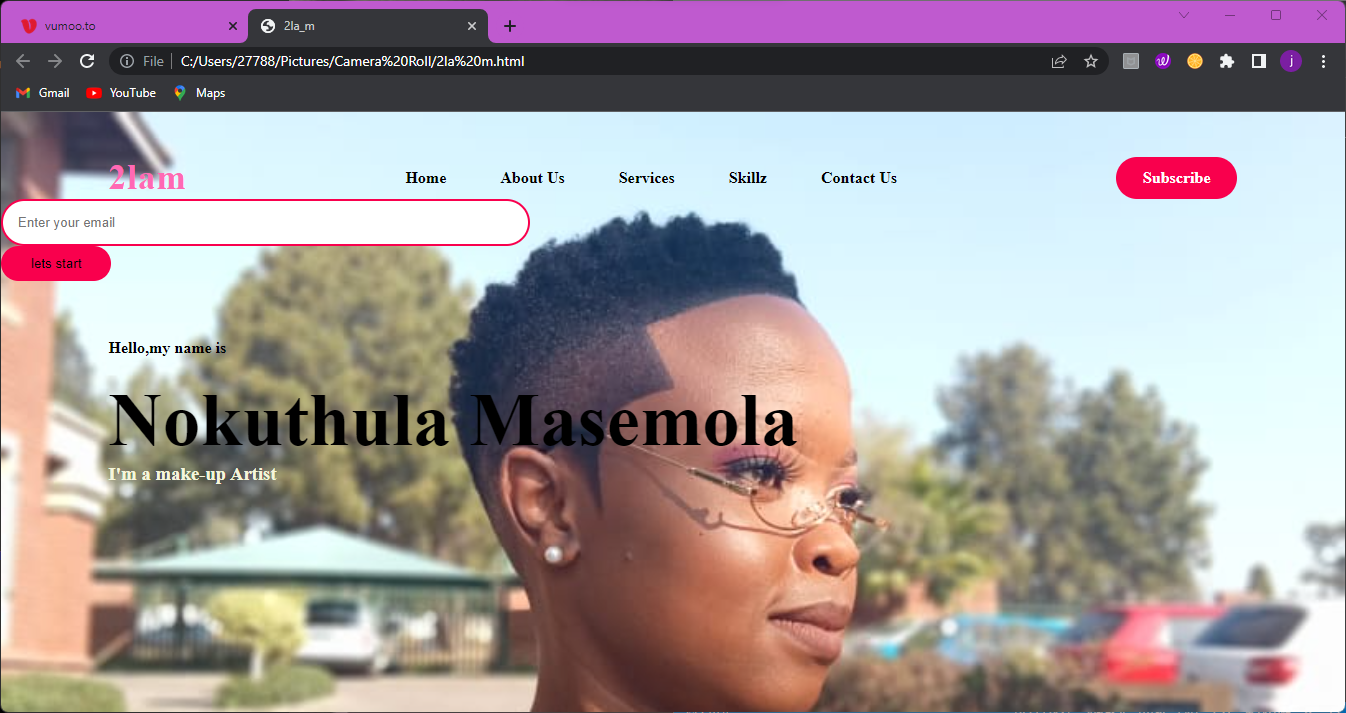 vumoo.to
2la_m
File
C:/Users/27788/Pictures/Camera%20Roll/2la%20m.html
j
Gmail
YouTube
Maps
2lam
Home
About Us
Services
Skillz
Contact Us
Subscribe
Enter your email
lets start
Hello,my name is
Nokuthula Masemola
I'm a make-up Artist